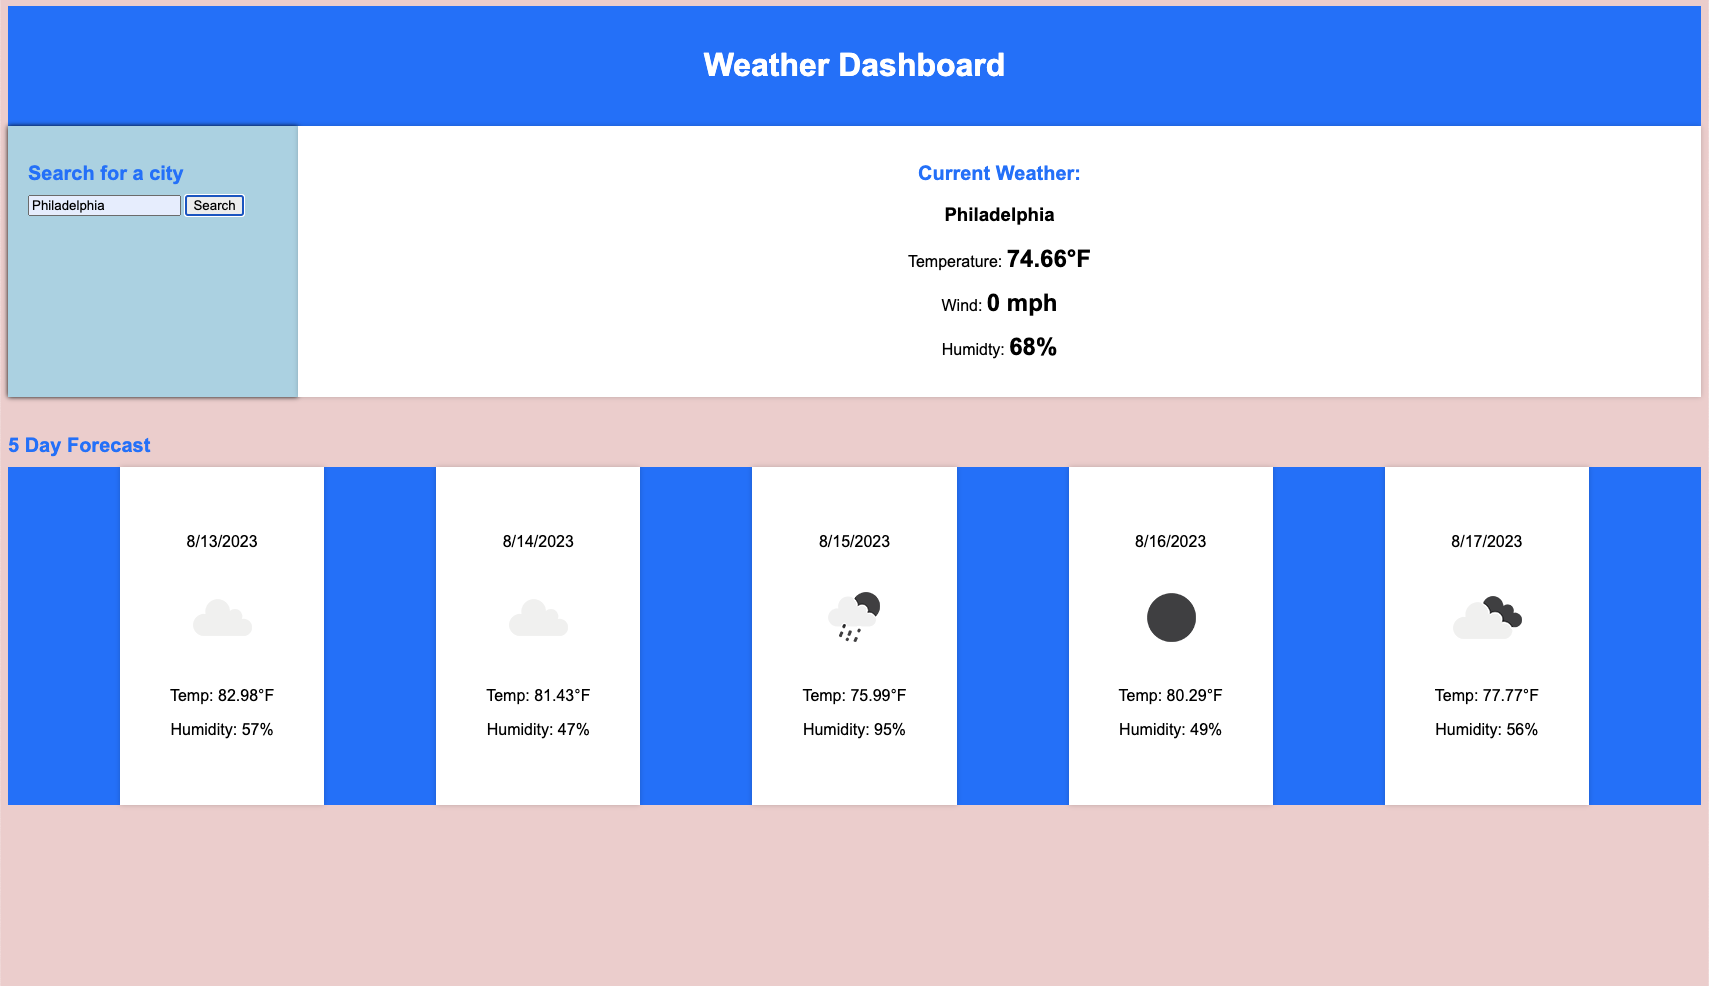 Weather Dashboard
Search for a city
Philadelphia Search
Current Weather:
Philadelphia
Temperature: 74.66°F
Wind: 0 mph
Humidty: 68%
5 Day Forecast
8/13/2023
Temp: 82.98°F
Humidity: 57%
8/14/2023
Temp: 81.43°F
Humidity: 47%
8/15/2023
Temp: 75.99°F
Humidity: 95%
8/16/2023
Temp: 80.29°F
Humidity: 49%
8/17/2023
Temp: 77.77°F
Humidity: 56%